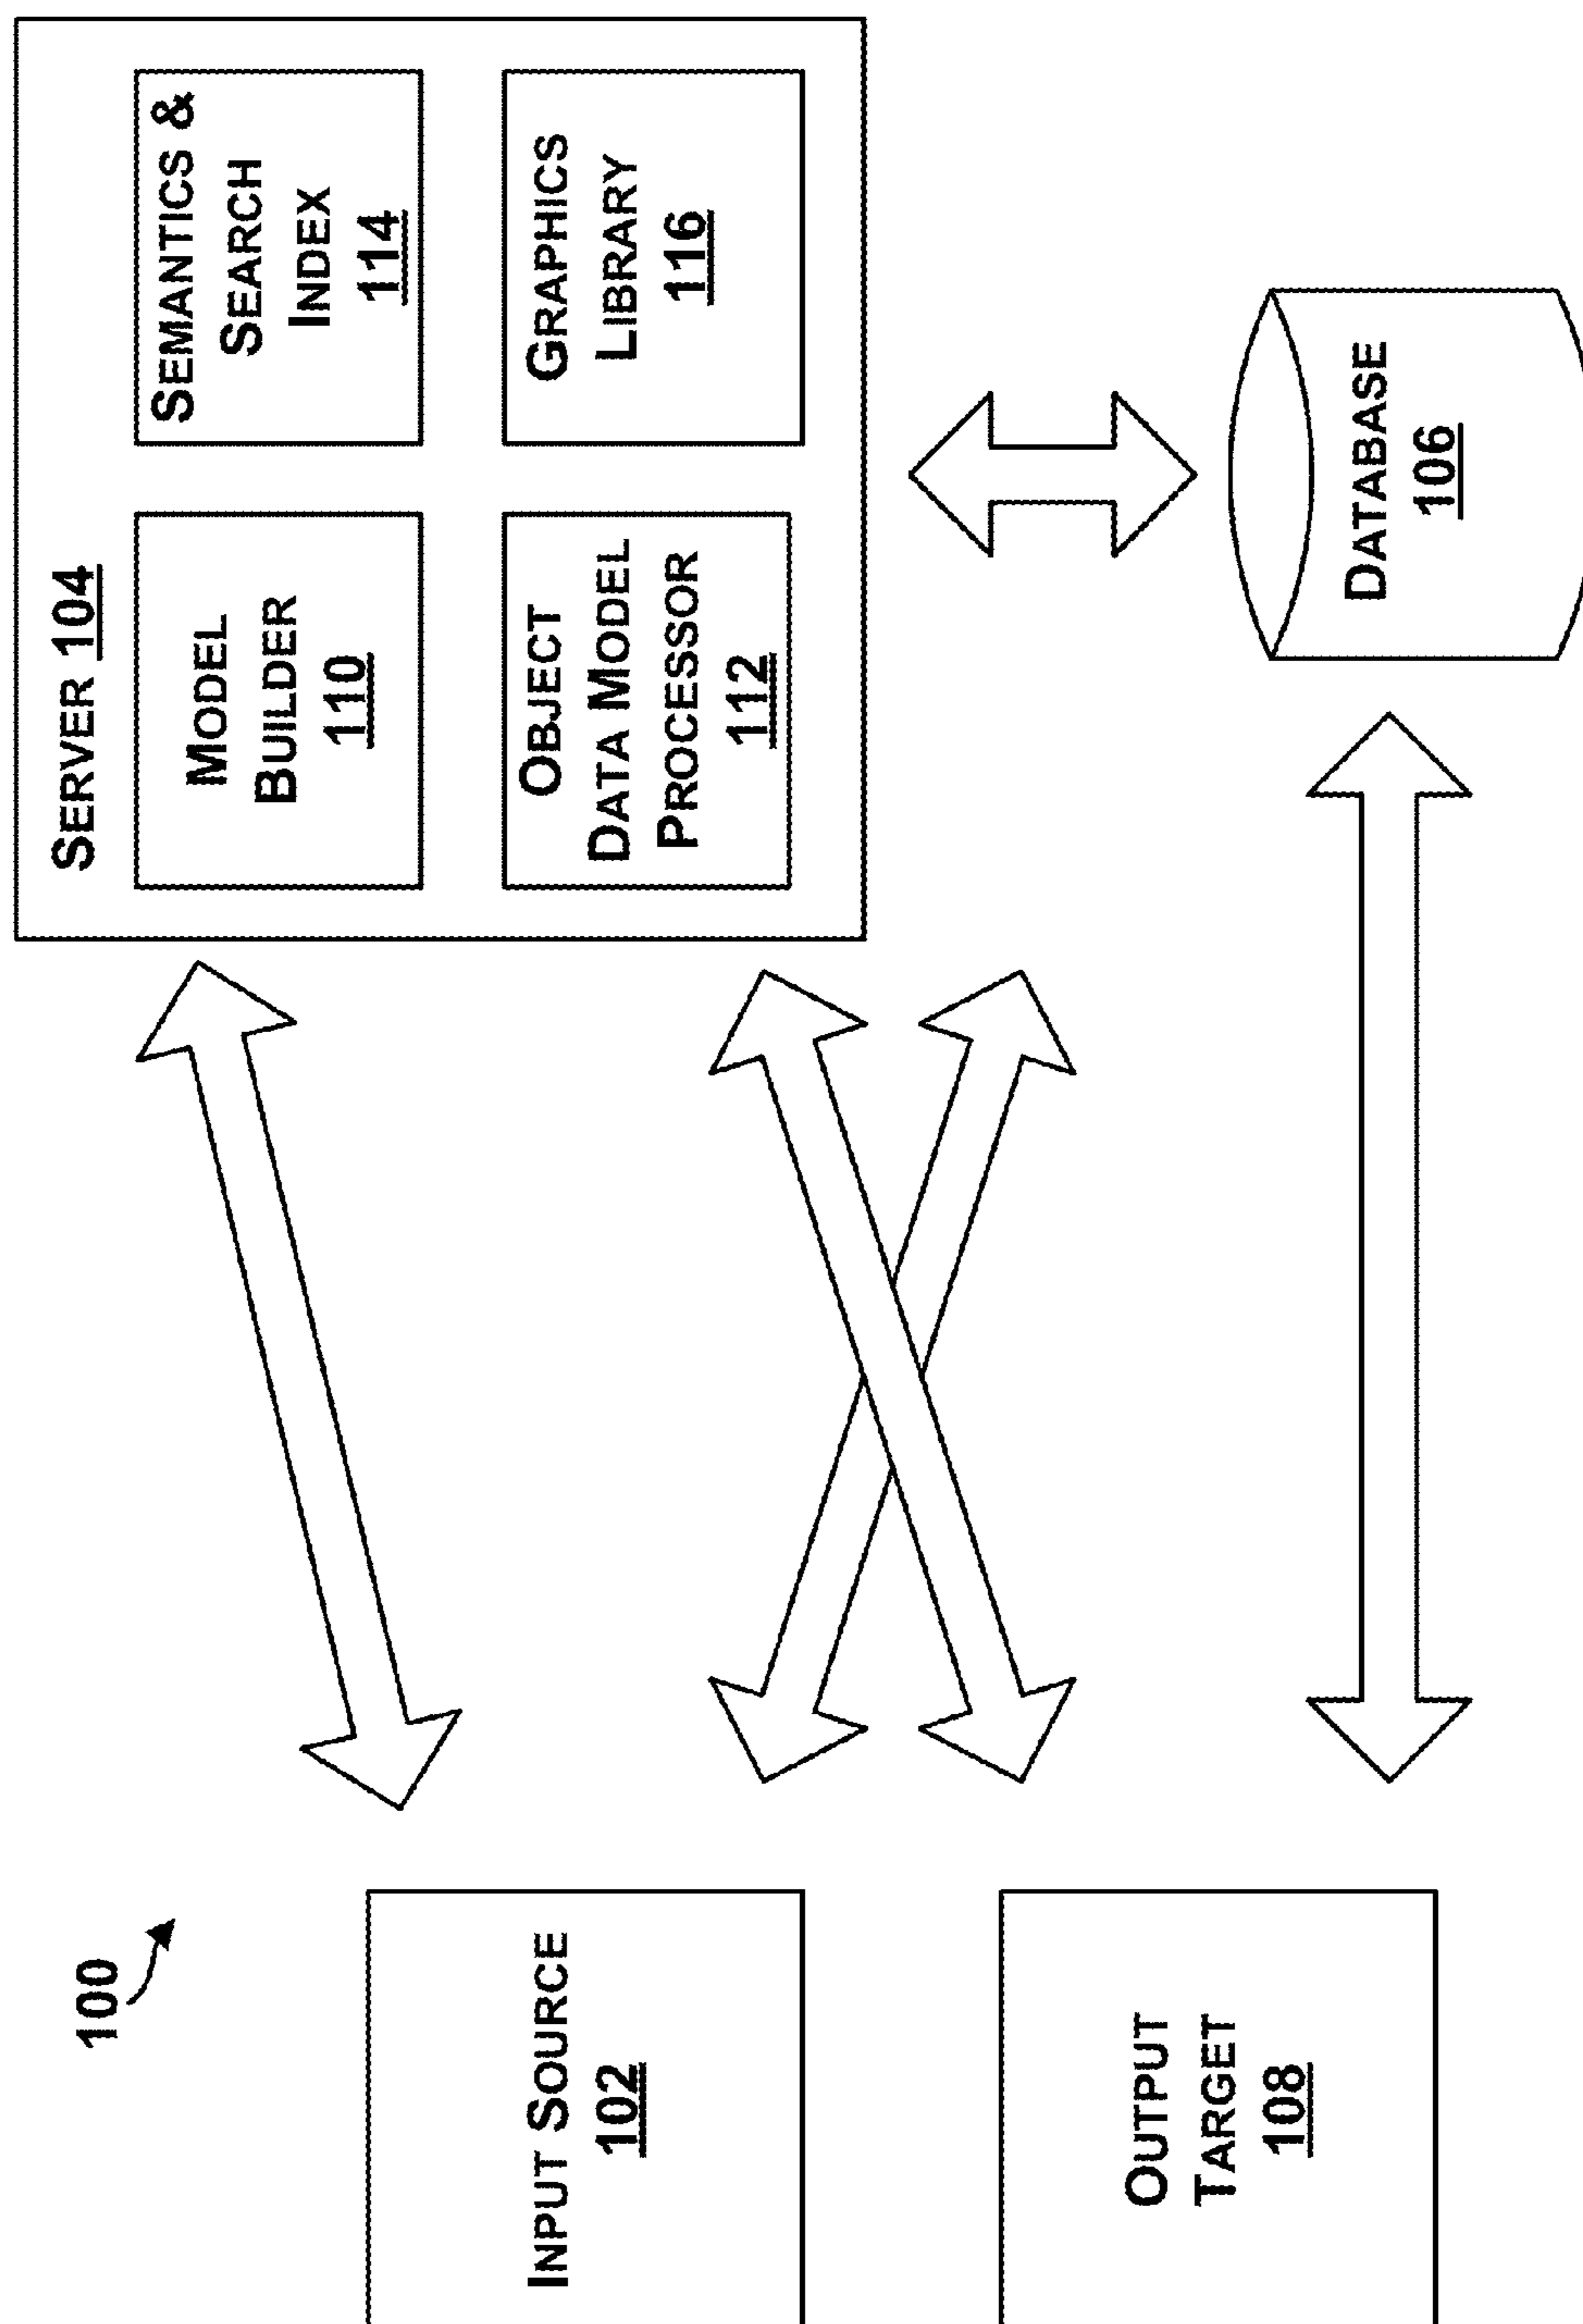 100
INPUT SOURCE
102
OUTPUT
TARGET
108
SERVER 104
MODEL
BUILDER
110
SEMANTICS &
SEARCH
INDEX
114
OBJECT
DATA MODEL
PROCESSOR
112
GRAPHICS
LIBRARY
116
DATABASE
106